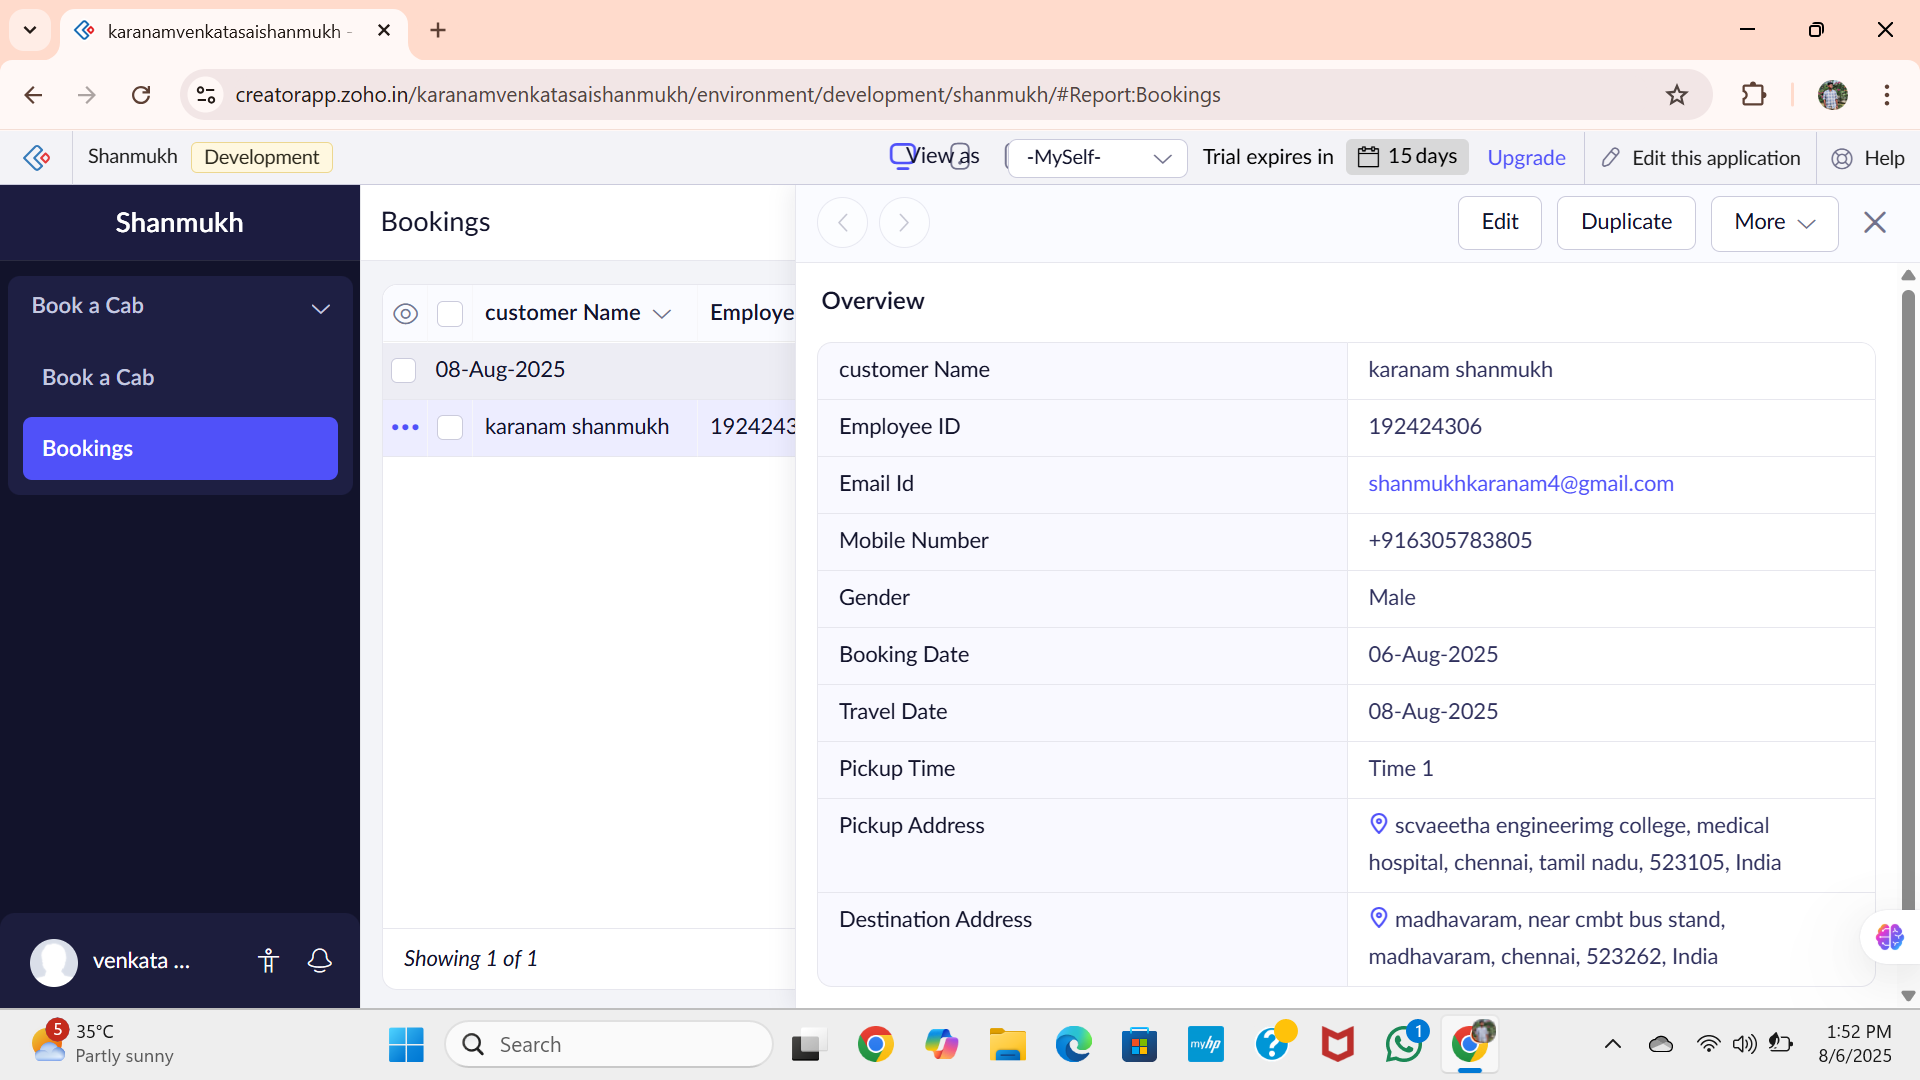 karanamvenkatasaishanmukh -
creatorapp.zoho.in/karanamvenkatasaishanmukh/environment/development/shanmukh/#Report:Bookings
Shanmukh Development View as -MySelf- Trial expires in 15 days Upgrade Edit this application Help
Shanmukh
Book a Cab
Book a Cab
Bookings
venkata ...
Bookings
customer Name Employe
08-Aug-2025
karanam shanmukh 1924243
Showing 1 of 1
Edit Duplicate More
Overview
customer Name karanam shanmukh
Employee ID 192424306
Email Id shanmukhkaranam4@gmail.com
Mobile Number +916305783805
Gender Male
Booking Date 06-Aug-2025
Travel Date 08-Aug-2025
Pickup Time Time 1
Pickup Address scvaeetha engineerimg college, medical
hospital, chennai, tamil nadu, 523105, India
Destination Address madhavaram, near cmbt bus stand,
madhavaram, chennai, 523262, India
5 35°C
Partly sunny
Search
myhp
1
1:52 PM
8/6/2025